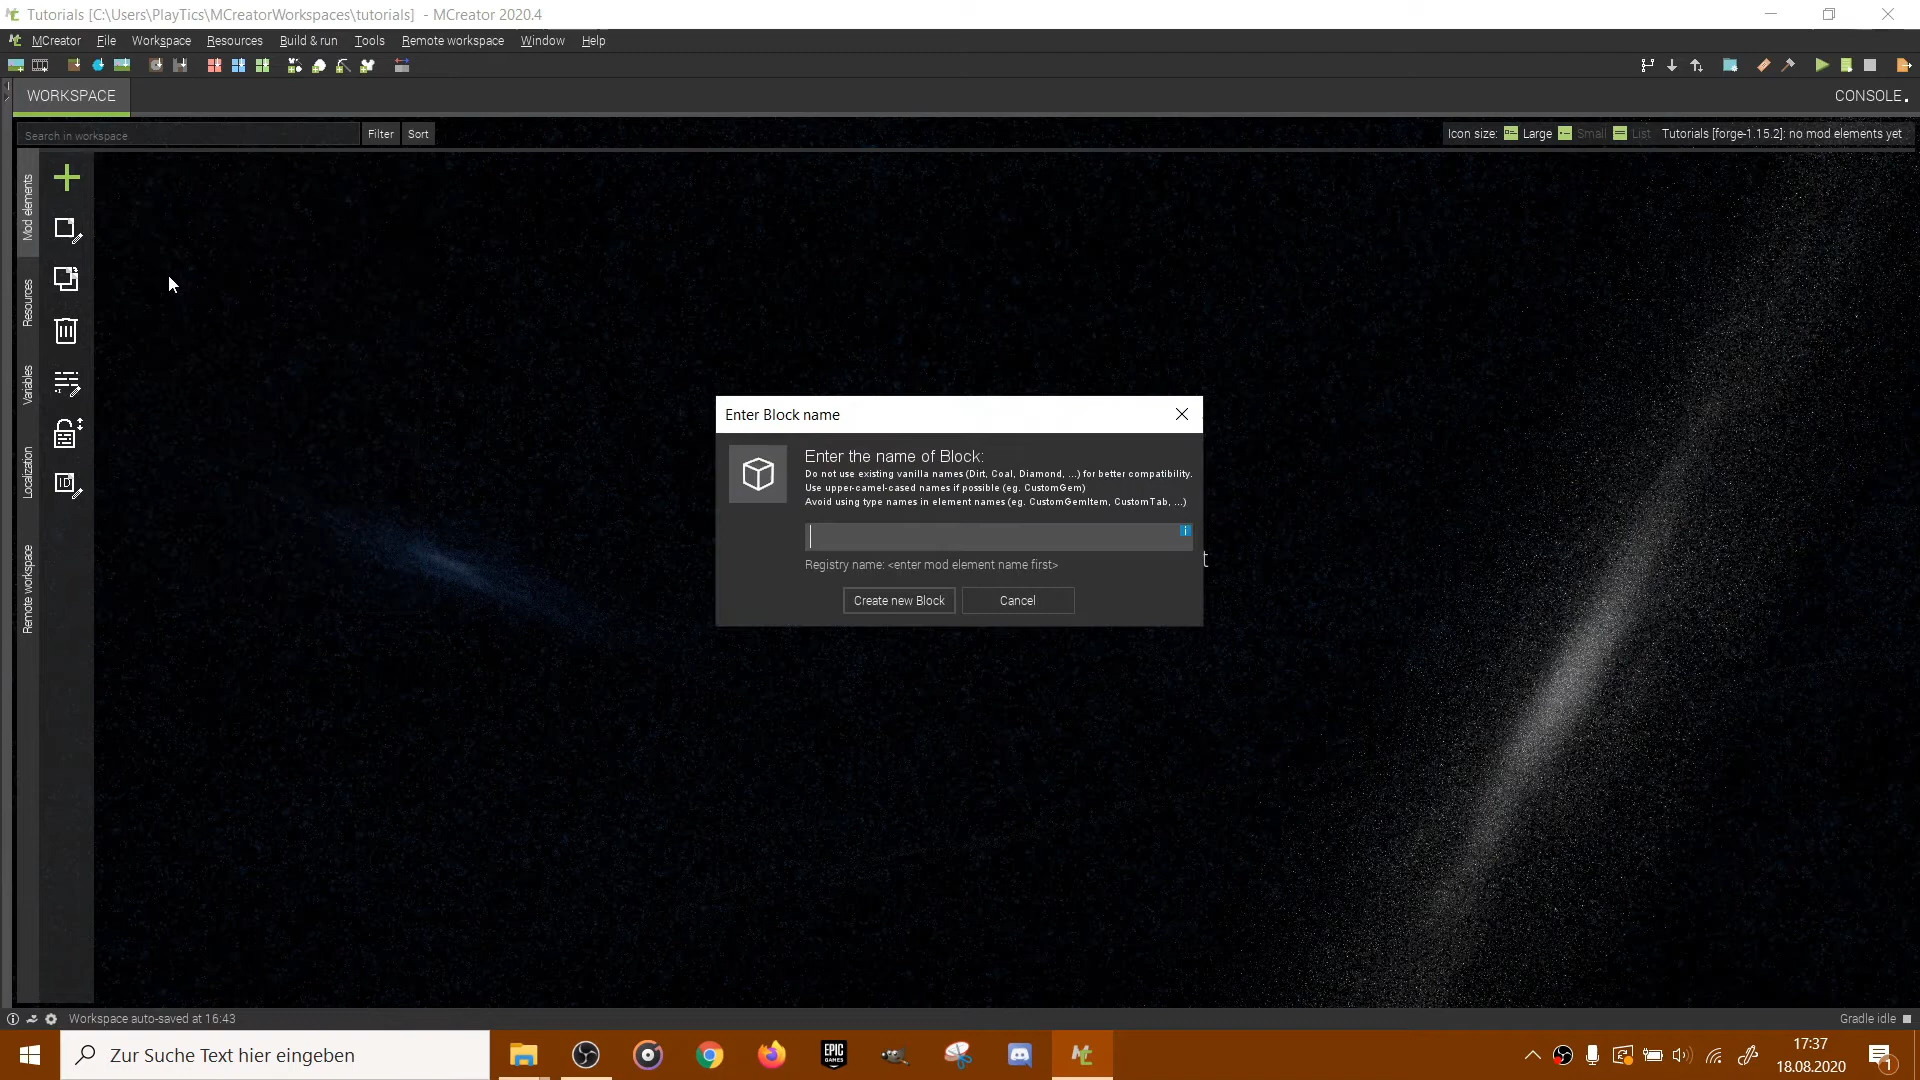 Tutorials [C:\Users\PlayTics\MCreatorWorkspaces\tutorials] - MCreator 2020.4
MCreator File Workspace Resources Build & run Tools Remote workspace Window Help
WORKSPACE
CONSOLE
Search in workspace
Filter
Sort
Icon size: Large Small List Tutorials [forge-1.15.2]: no mod elements yet
Mod elements
Resources
Variables
Localization
Remote workspace
Enter Block name
Enter the name of Block:
Do not use existing vanilla names (Dirt, Coal, Diamond, ...) for better compatibility.
Use upper-camel-cased names if possible (eg. CustomGem)
Avoid using type names in element names (eg. CustomGemItem, CustomTab, ...)
Registry name: <enter mod element name first>
Create new Block
Cancel
t
Workspace auto-saved at 16:43
Gradle idle
Zur Suche Text hier eingeben
EPIC
GAMES
17:37
18.08.2020
1